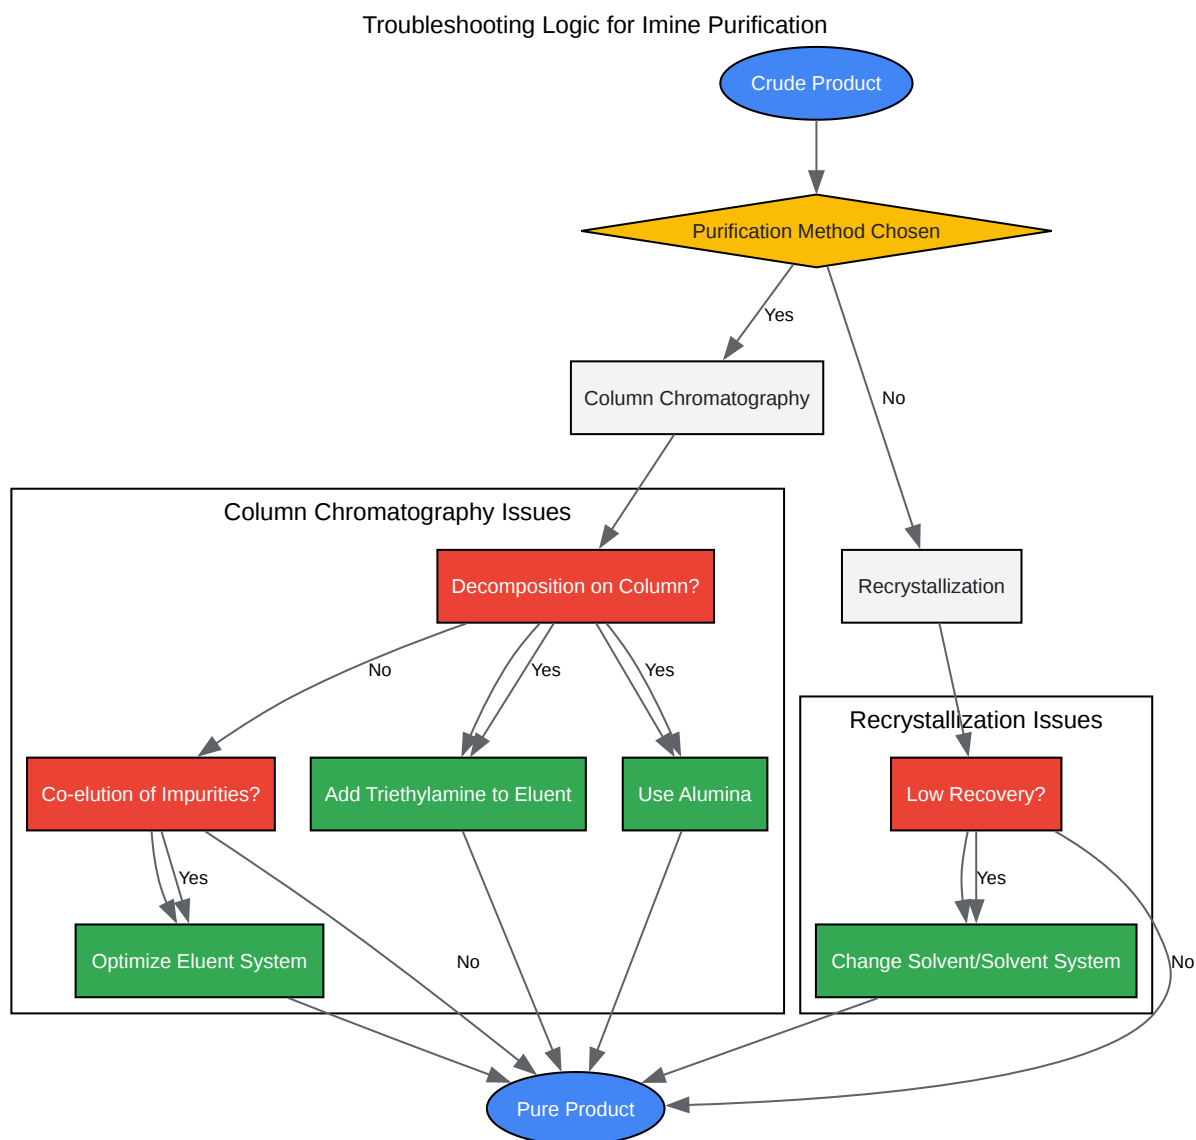 Troubleshooting Logic for Imine Purification
Crude Product
Purification Method Chosen
Yes
No
Column Chromatography
Column Chromatography Issues
Decomposition on Column?
Recrystallization
No
Yes
Yes
Recrystallization Issues
Co-elution of Impurities?
Add Triethylamine to Eluent
Use Alumina
Low Recovery?
Yes
Yes
Optimize Eluent System
No
Change Solvent/Solvent System
No
Pure Product